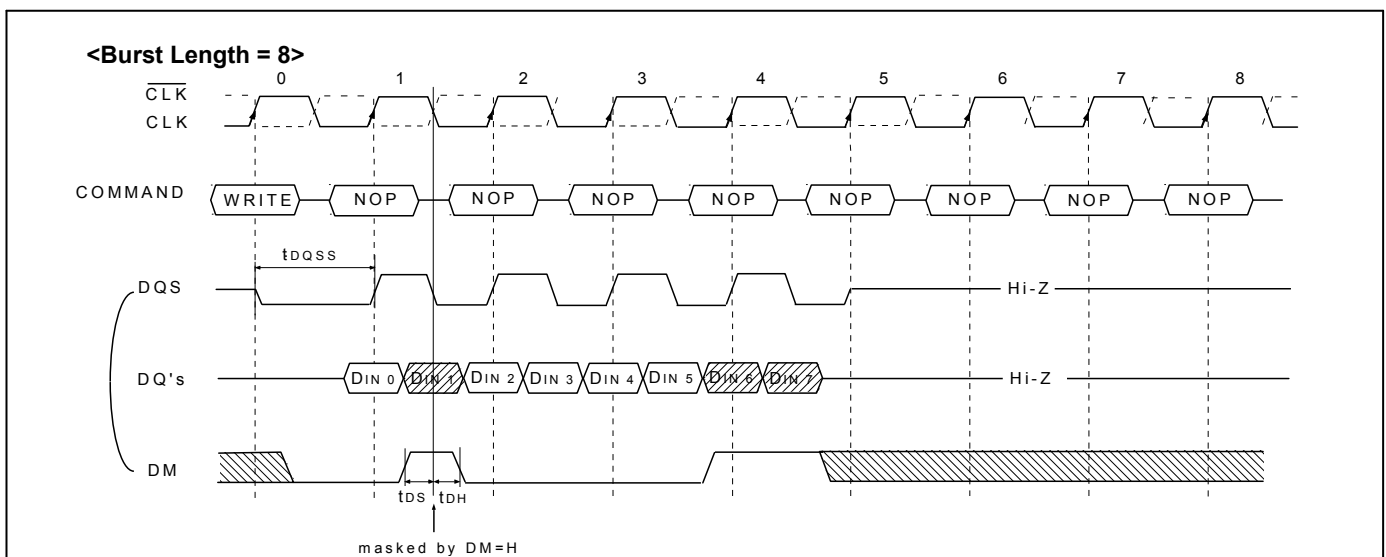 <Burst Length = 8>
0 1 2 3 4 5 6 7 8
CLK
CLK
COMMAND WRITE NOP NOP NOP NOP NOP NOP NOP NOP
tDQSS
DQS Hi-Z
DQ's DIN 0 DIN 1 DIN 2 DIN 3 DIN 4 DIN 5 DIN 6 DIN 7 Hi-Z
DM
tDS tDH
masked by DM=H